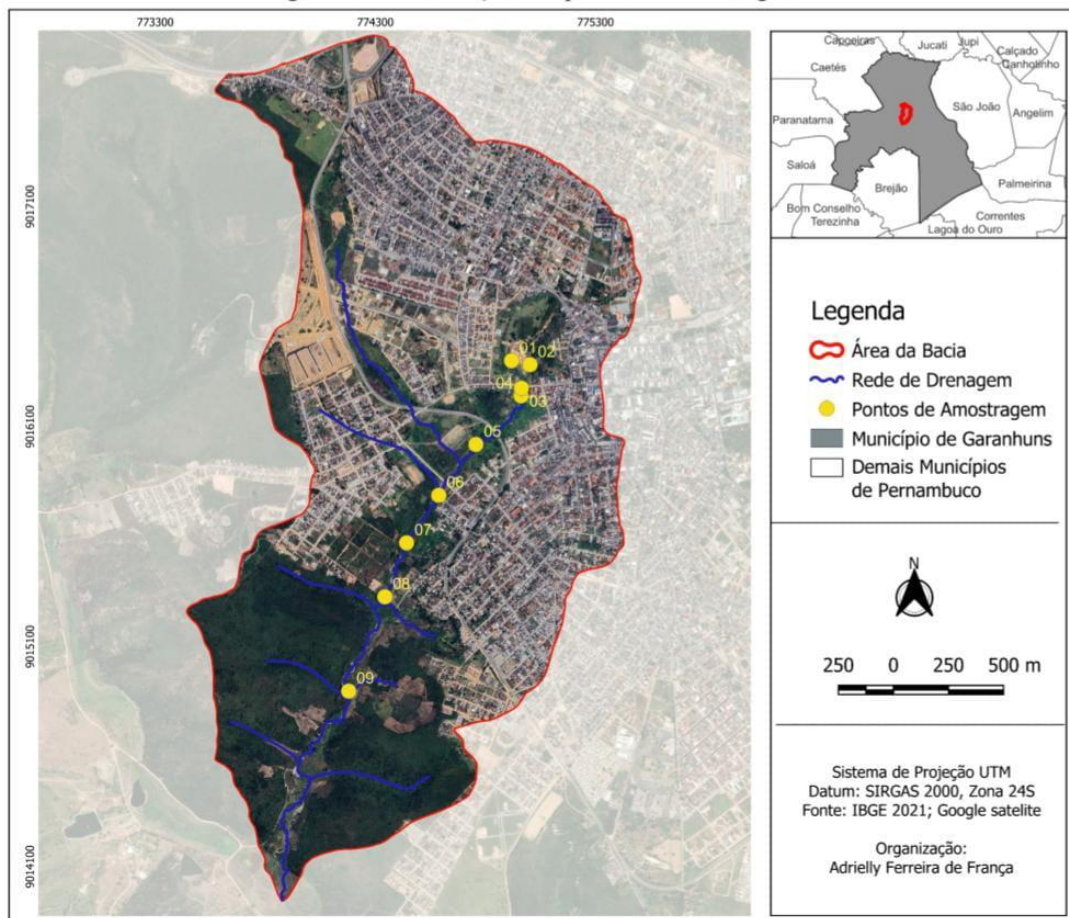 773300
774300
775300
9017100
9016100
9015100
9014100
01
02
04
03
05
06
07
08
09
Capoeiras
Jucati
Jupi
Calçado
Canhotinho
Caetés
São João
Angelim
Paranatama
Saloá
Brejão
Palmeirina
Bom Conselho
Terezinha
Correntes
Lagoa do Ouro
Legenda
Área da Bacia
Rede de Drenagem
Pontos de Amostragem
Município de Garanhuns
Demais Municípios
de Pernambuco
N
250 0 250 500 m
Sistema de Projeção UTM
Datum: SIRGAS 2000, Zona 24S
Fonte: IBGE 2021; Google satelite
Organização:
Adrielly Ferreira de França